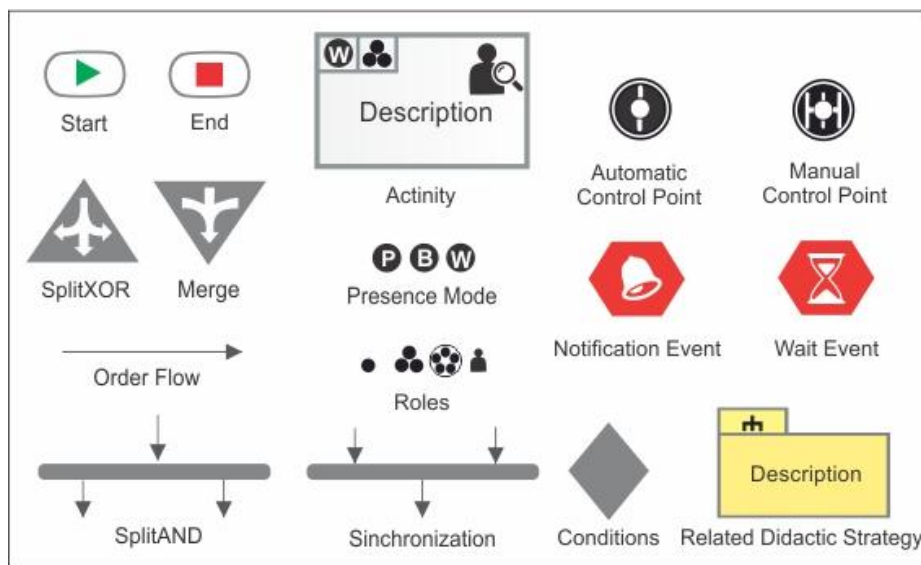 Start
End
W
Description
Actinity
Automatic
Control Point
Manual
Control Point
SplitXOR
Merge
P B W
Presence Mode
Notification Event
Wait Event
Order Flow
Roles
SplitAND
Sinchronization
Conditions
Description
Related Didactic Strategy